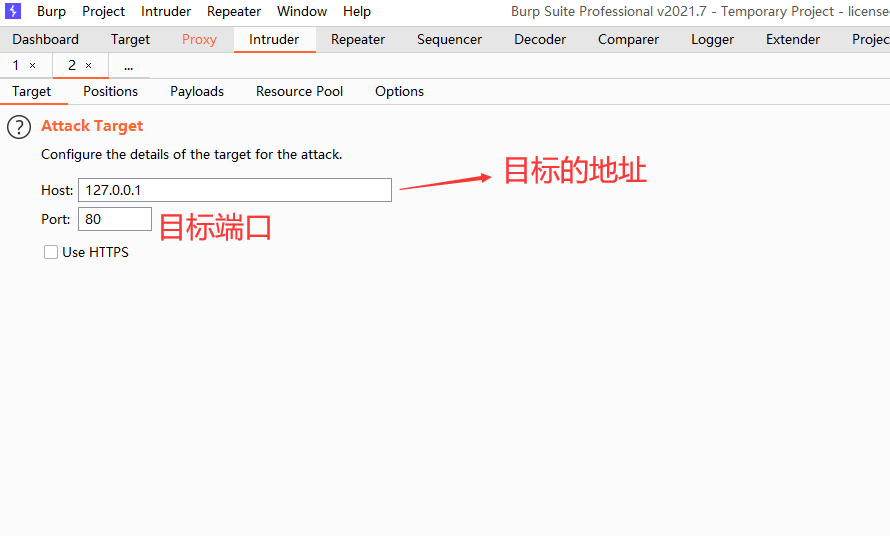 Burp Project Intruder Repeater Window Help Burp Suite Professional v2021.7 - Temporary Project - license
Dashboard Target Proxy Intruder Repeater Sequencer Decoder Comparer Logger Extender Projec
1 × 2 × ...
Target Positions Payloads Resource Pool Options
? Attack Target
Configure the details of the target for the attack.
目标的地址
Host: 127.0.0.1
Port: 80 目标端口
Use HTTPS